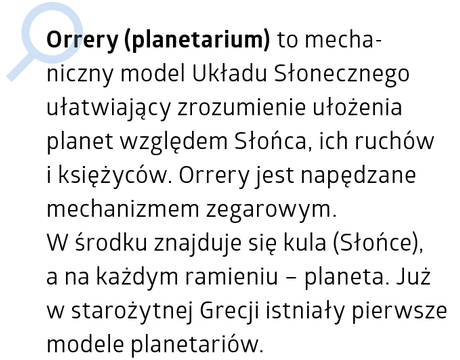 Orrery (planetarium) to mecha-
niczny model Układu Słonecznego
ułatwiający zrozumienie ułożenia
planet względem Słońca, ich ruchów
i księżyców. Orrery jest napędzane
mechanizmem zegarowym.
W środku znajduje się kula (Słońce),
a na każdym ramieniu – planeta. Już
w starożytnej Grecji istniały pierwsze
modele planetariów.